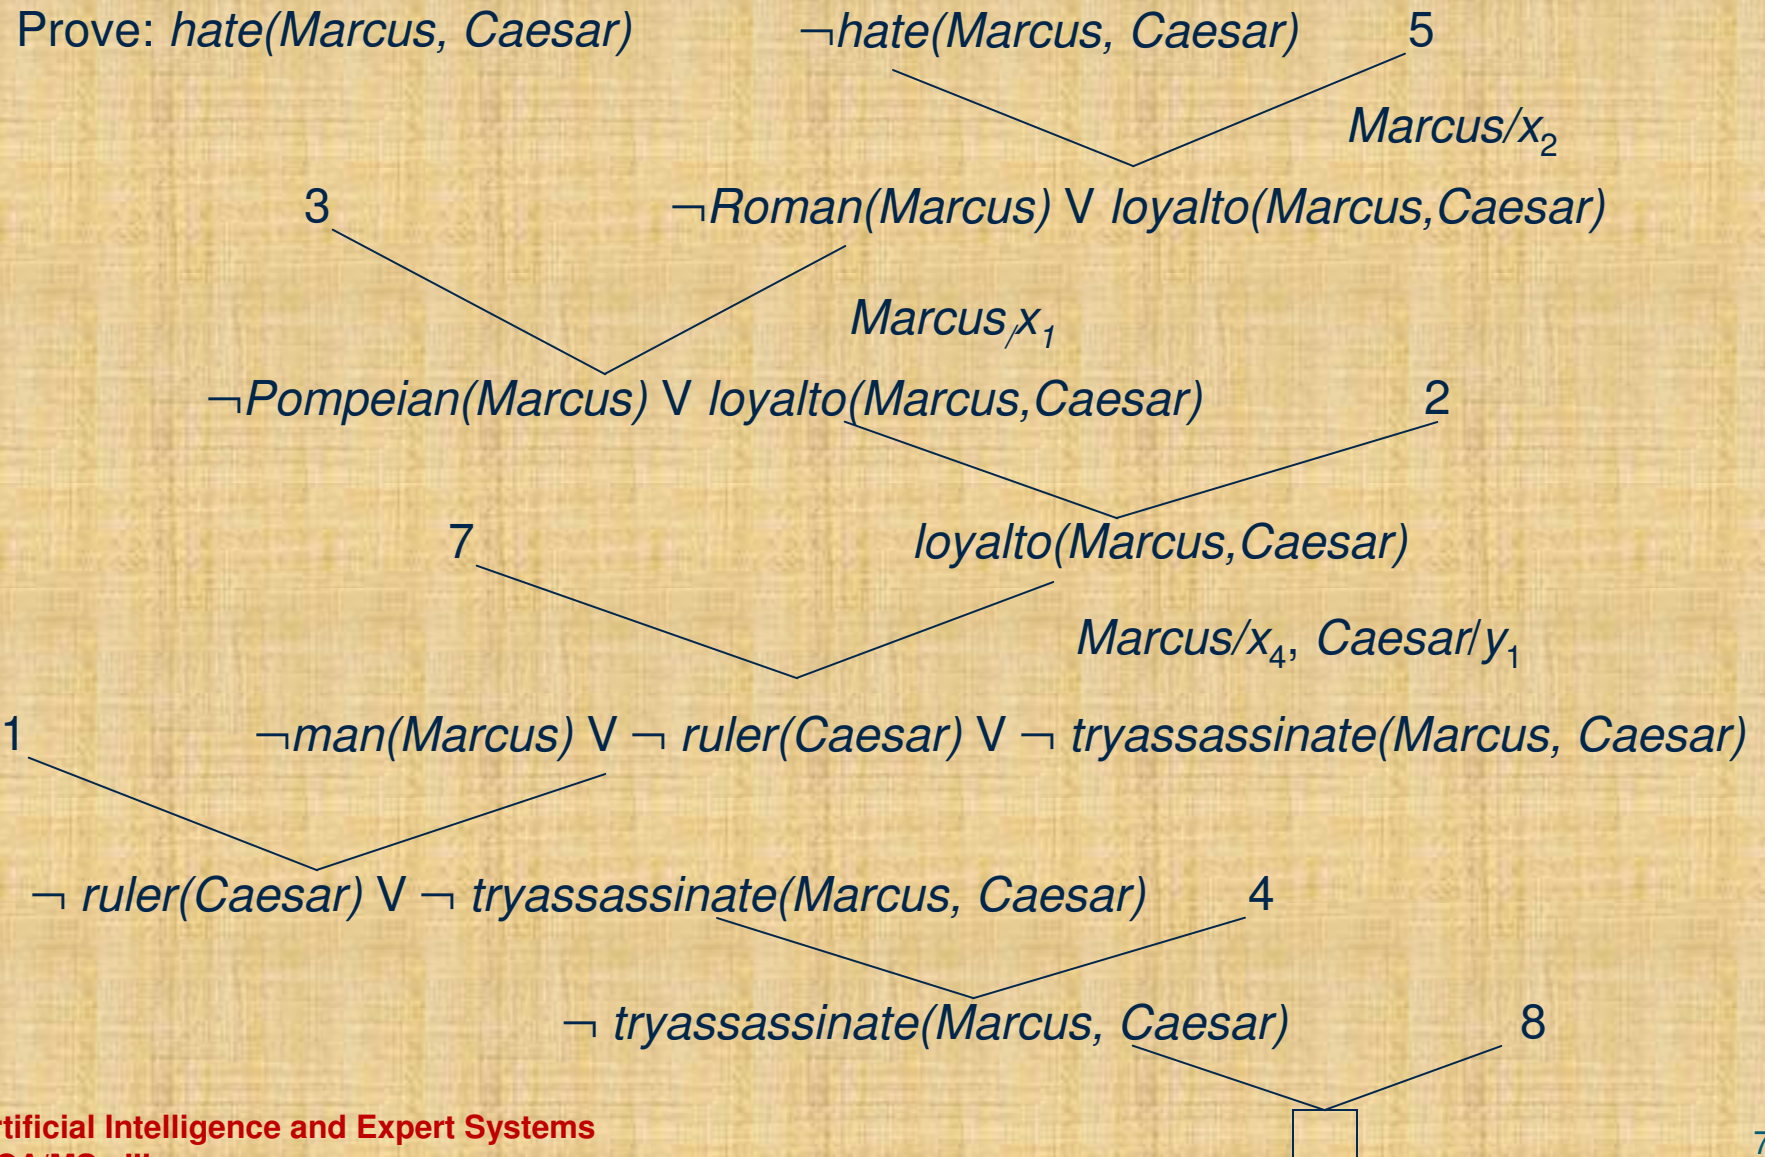 Prove: hate(Marcus, Caesar) ¬hate(Marcus, Caesar) 5
Marcus/x₂
3 ¬Roman(Marcus) V loyalto(Marcus,Caesar)
Marcus/x₁
¬Pompeian(Marcus) V loyalto(Marcus,Caesar) 2
7 loyalto(Marcus,Caesar)
Marcus/x₄, Caesar/y₁
1 ¬man(Marcus) V ¬ ruler(Caesar) V ¬ tryassassinate(Marcus, Caesar)
¬ ruler(Caesar) V ¬ tryassassinate(Marcus, Caesar) 4
¬ tryassassinate(Marcus, Caesar) 8
rtificial Intelligence and Expert Systems
7